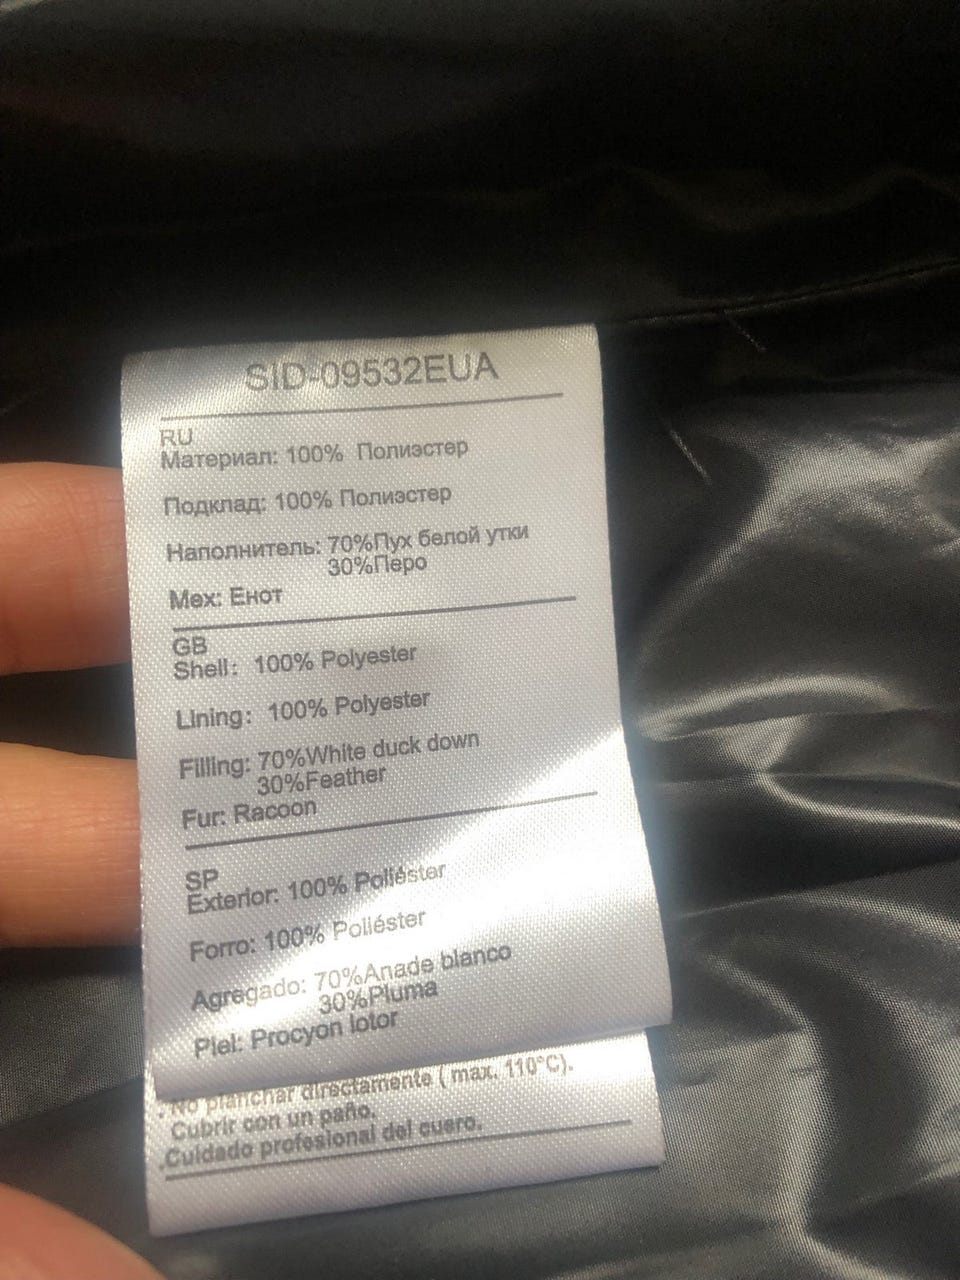 SID-09532EUA
RU
Материал: 100% Полиэстер
Подклад: 100% Полиэстер
Наполнитель: 70%Пух белой утки
30%Перо
Мех: Енот
GB
Shell: 100% Polyester
Lining: 100% Polyester
Filling: 70%White duck down
30%Feather
Fur: Racoon
SP
Exterior: 100% Poliéster
Forro: 100% Poliéster
Agregado: 70%Anade blanco
30%Pluma
Piel: Procyon lotor
. No planchar directamente ( max. 110°C).
Cubrir con un paño.
.Cuidado profesional del cuero.